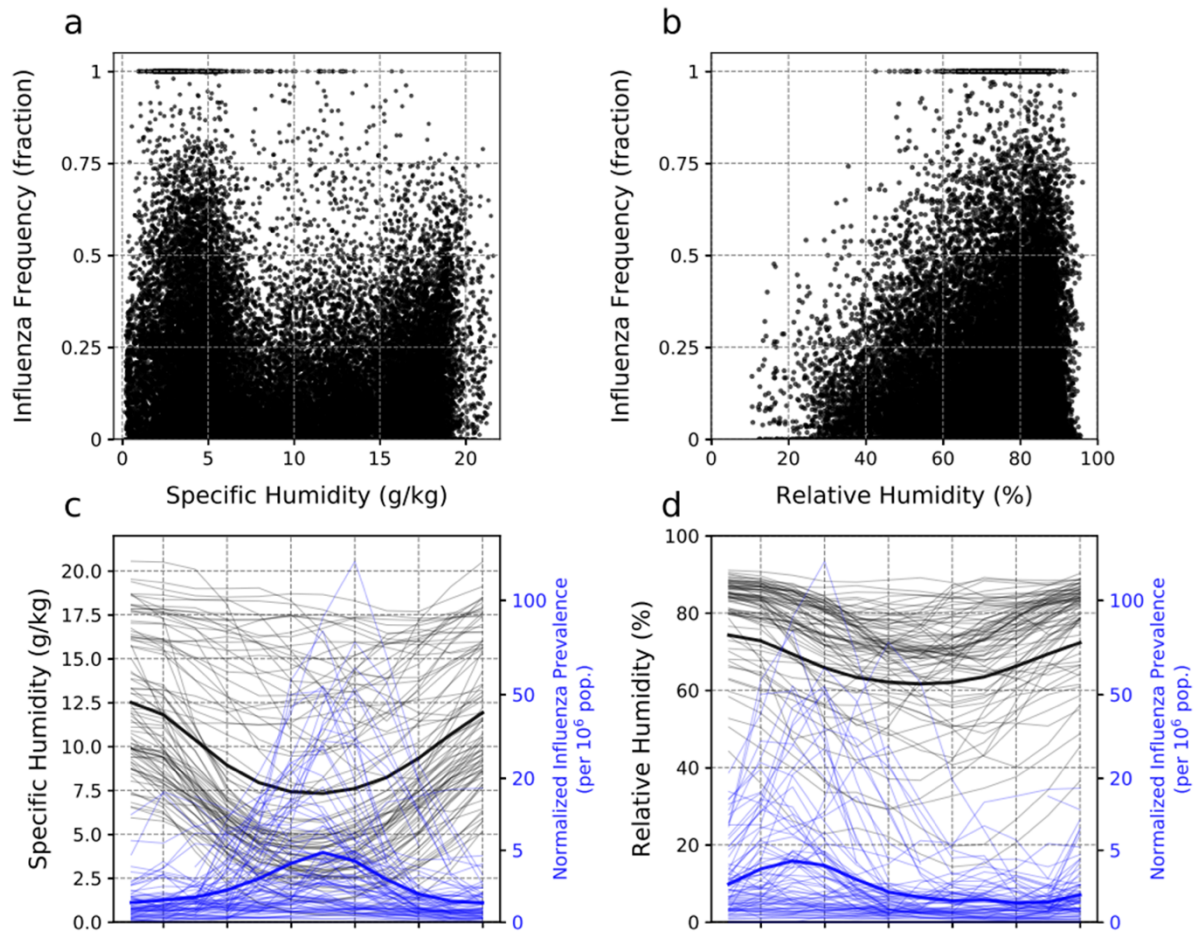 a
1
0.75
0.5
0.25
0
Influenza Frequency (fraction)
0 5 10 15 20
Specific Humidity (g/kg)
b
1
0.75
0.5
0.25
0
Influenza Frequency (fraction)
0 20 40 60 80 100
Relative Humidity (%)
c
20.0
17.5
15.0
12.5
10.0
7.5
5.0
2.5
0.0
Specific Humidity (g/kg)
100
50
20
5
0
Normalized Influenza Prevalence
(per 10⁶ pop.)
d
100
80
60
40
20
0
Relative Humidity (%)
100
50
20
5
0
Normalized Influenza Prevalence
(per 10⁶ pop.)